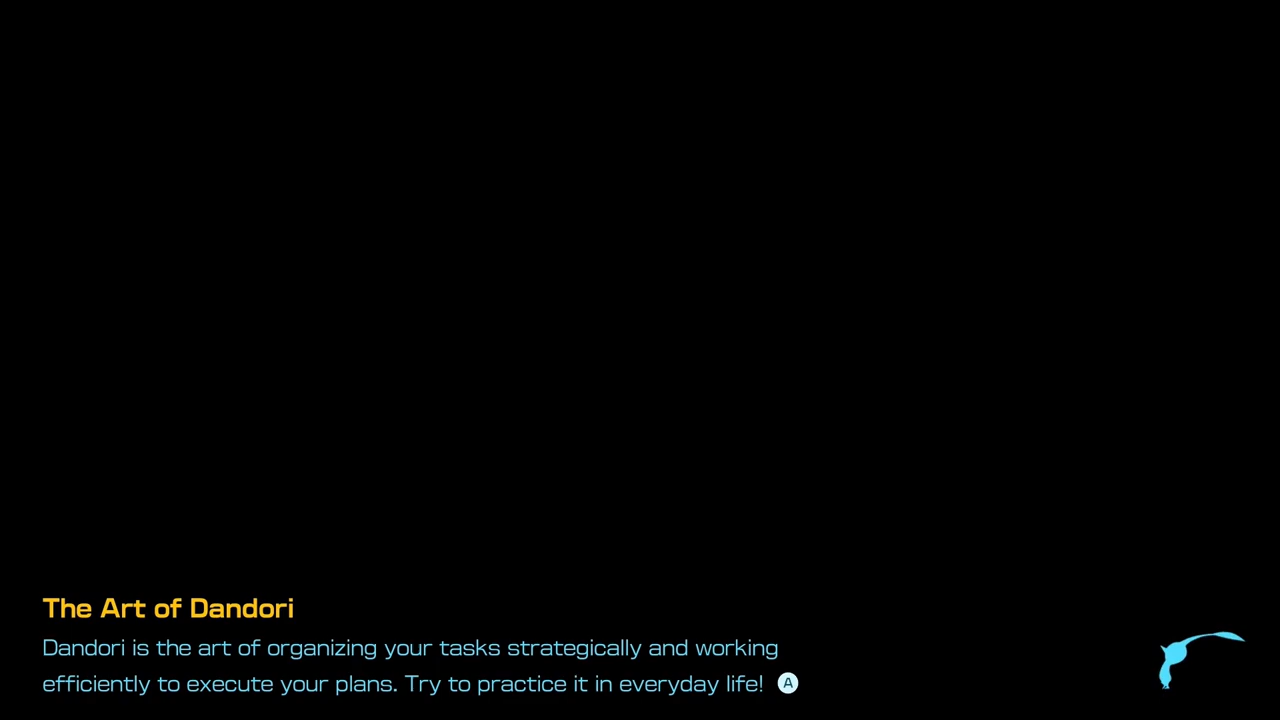 The Art of Dandori
Dandori is the art of organizing your tasks strategically and working
efficiently to execute your plans. Try to practice it in everyday life! A